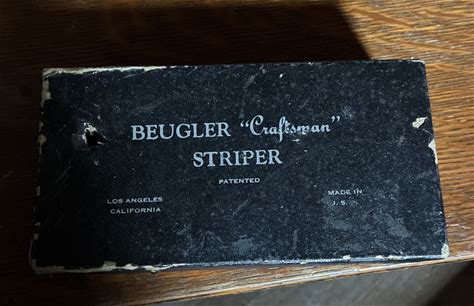 BEUGLER "Craftsman"
STRIPER
PATENTED
LOS ANGELES
CALIFORNIA
MADE IN